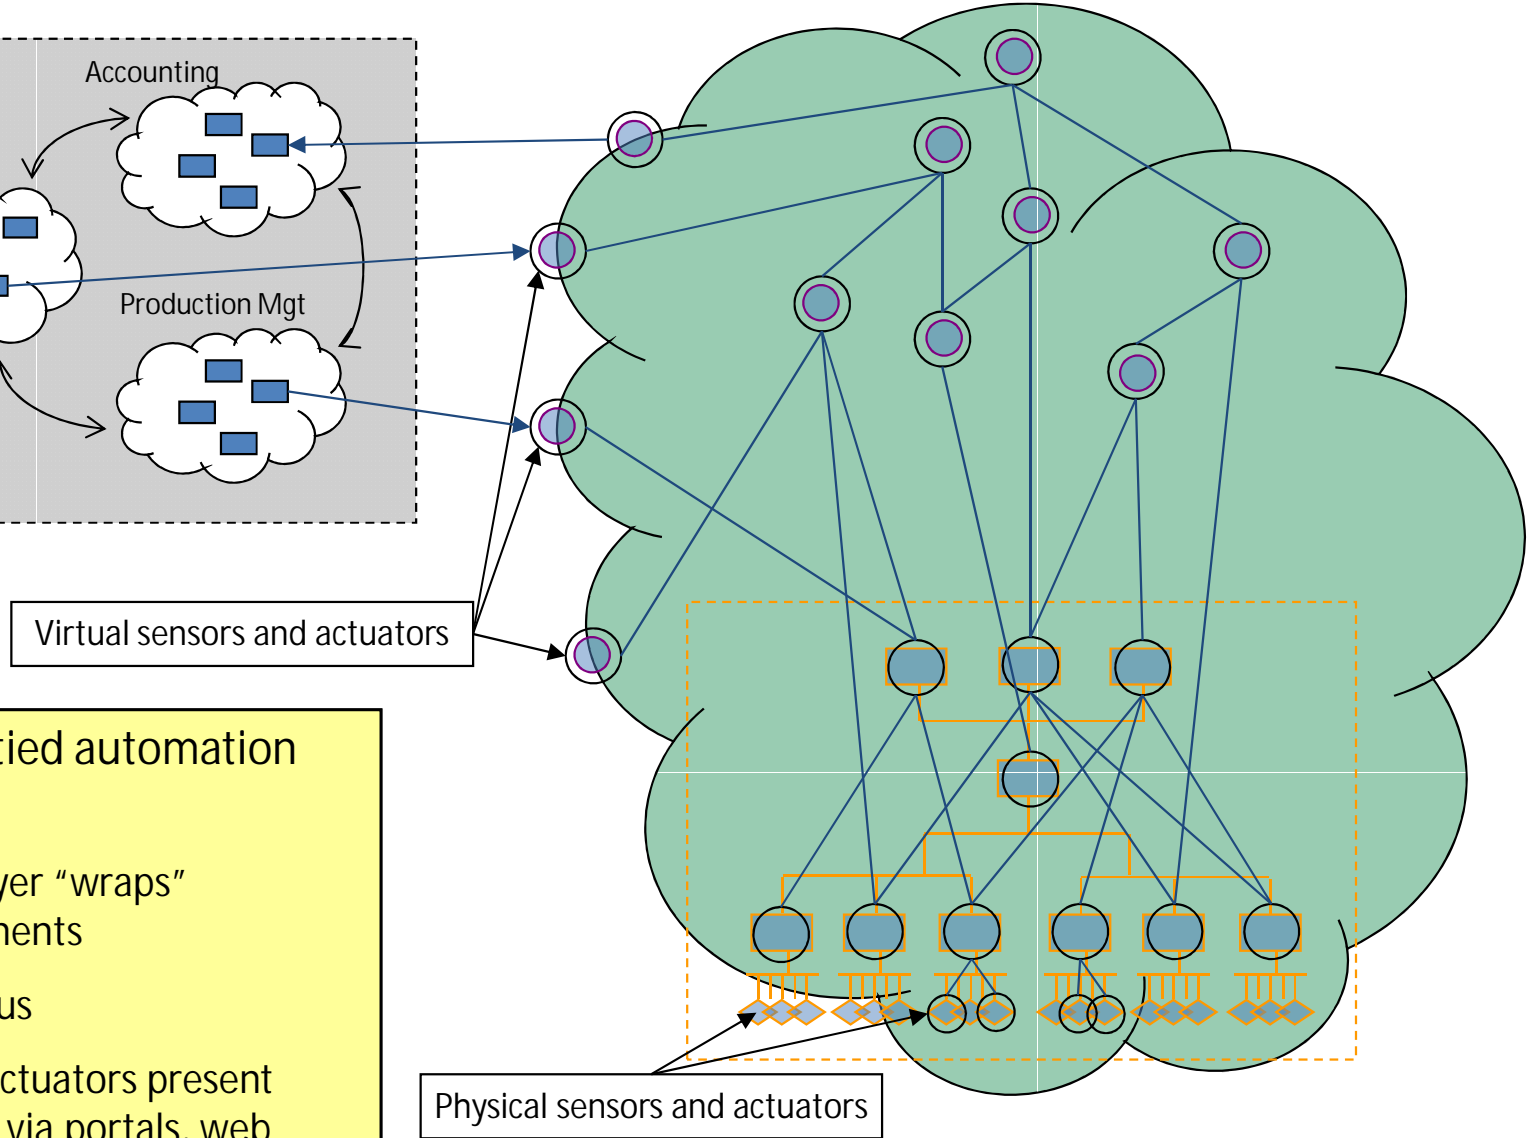 Accounting
Production Mgt
Virtual sensors and actuators
tied automation
yer “wraps”
nents
us
ctuators present
via portals, web
Physical sensors and actuators